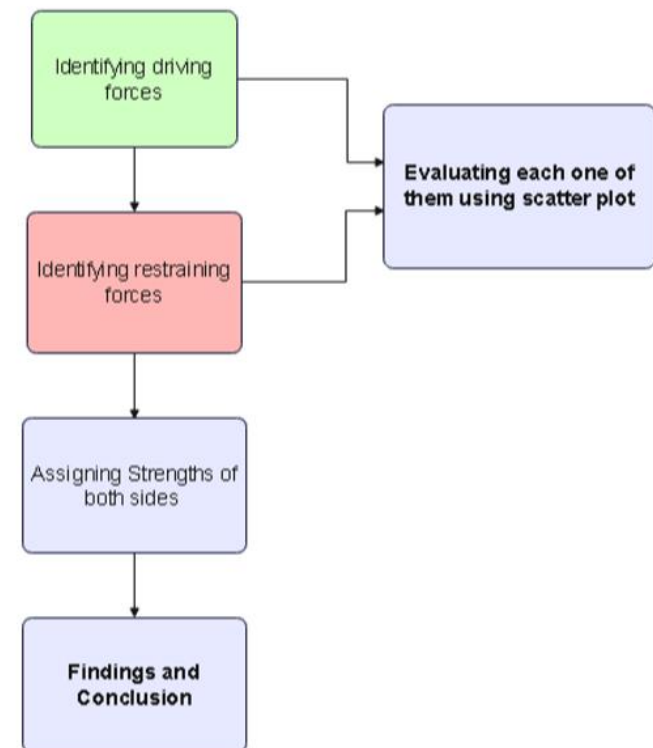 Identifying driving
forces
Evaluating each one of
them using scatter plot
Identifying restraining
forces
Assigning Strengths of
both sides
Findings and
Conclusion